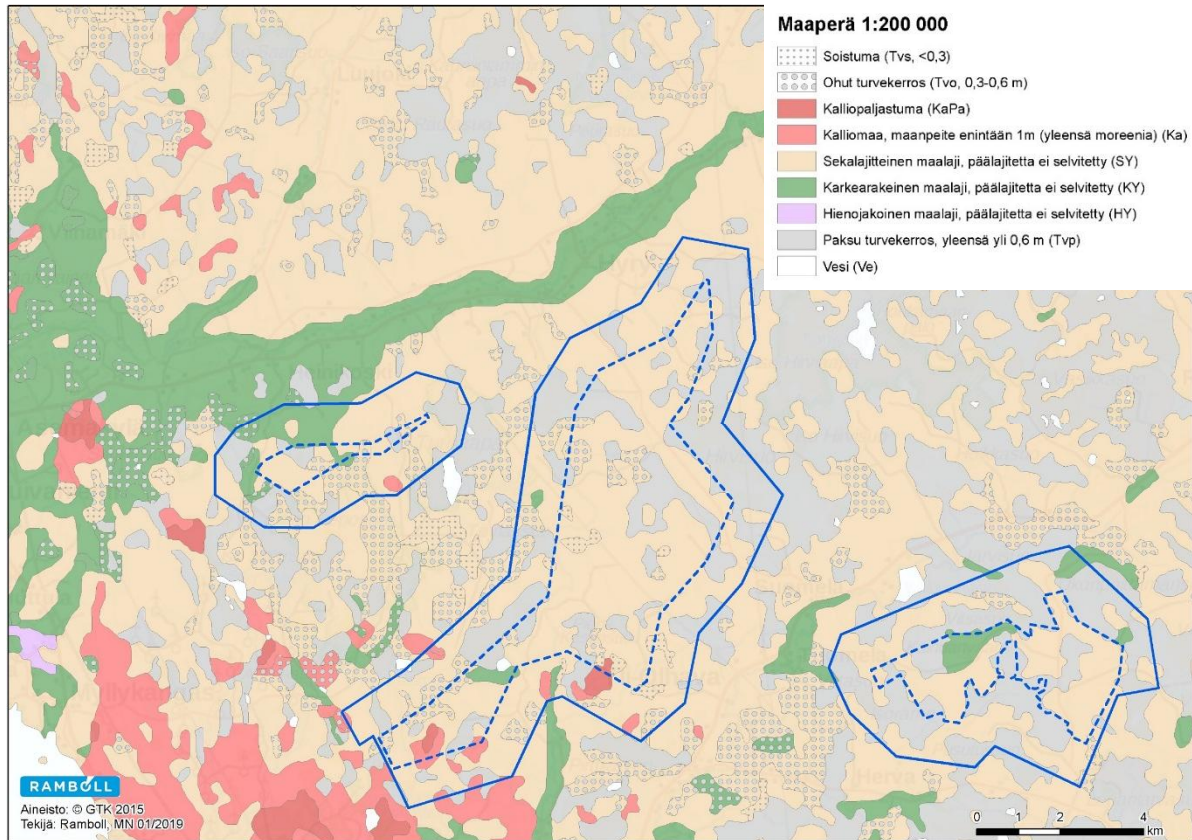 Maaperä 1:200 000
Soistuma (Tvs, <0,3)
Ohut turvekerros (Tvo, 0,3-0,6 m)
Kalliopaljastuma (KaPa)
Kalliomaa, maanpeite enintään 1m (yleensä moreenia) (Ka)
Sekalajitteinen maalaji, päälajitetta ei selvitetty (SY)
Karkearakeinen maalaji, päälajitetta ei selvitetty (KY)
Hienojakoinen maalaji, päälajitetta ei selvitetty (HY)
Paksu turvekerros, yleensä yli 0,6 m (Tvp)
Vesi (Ve)
Herva
RAMBOLL
Aineisto: © GTK 2015
Tekijä: Ramboll, MN 01/2019
0 1 2 4
km